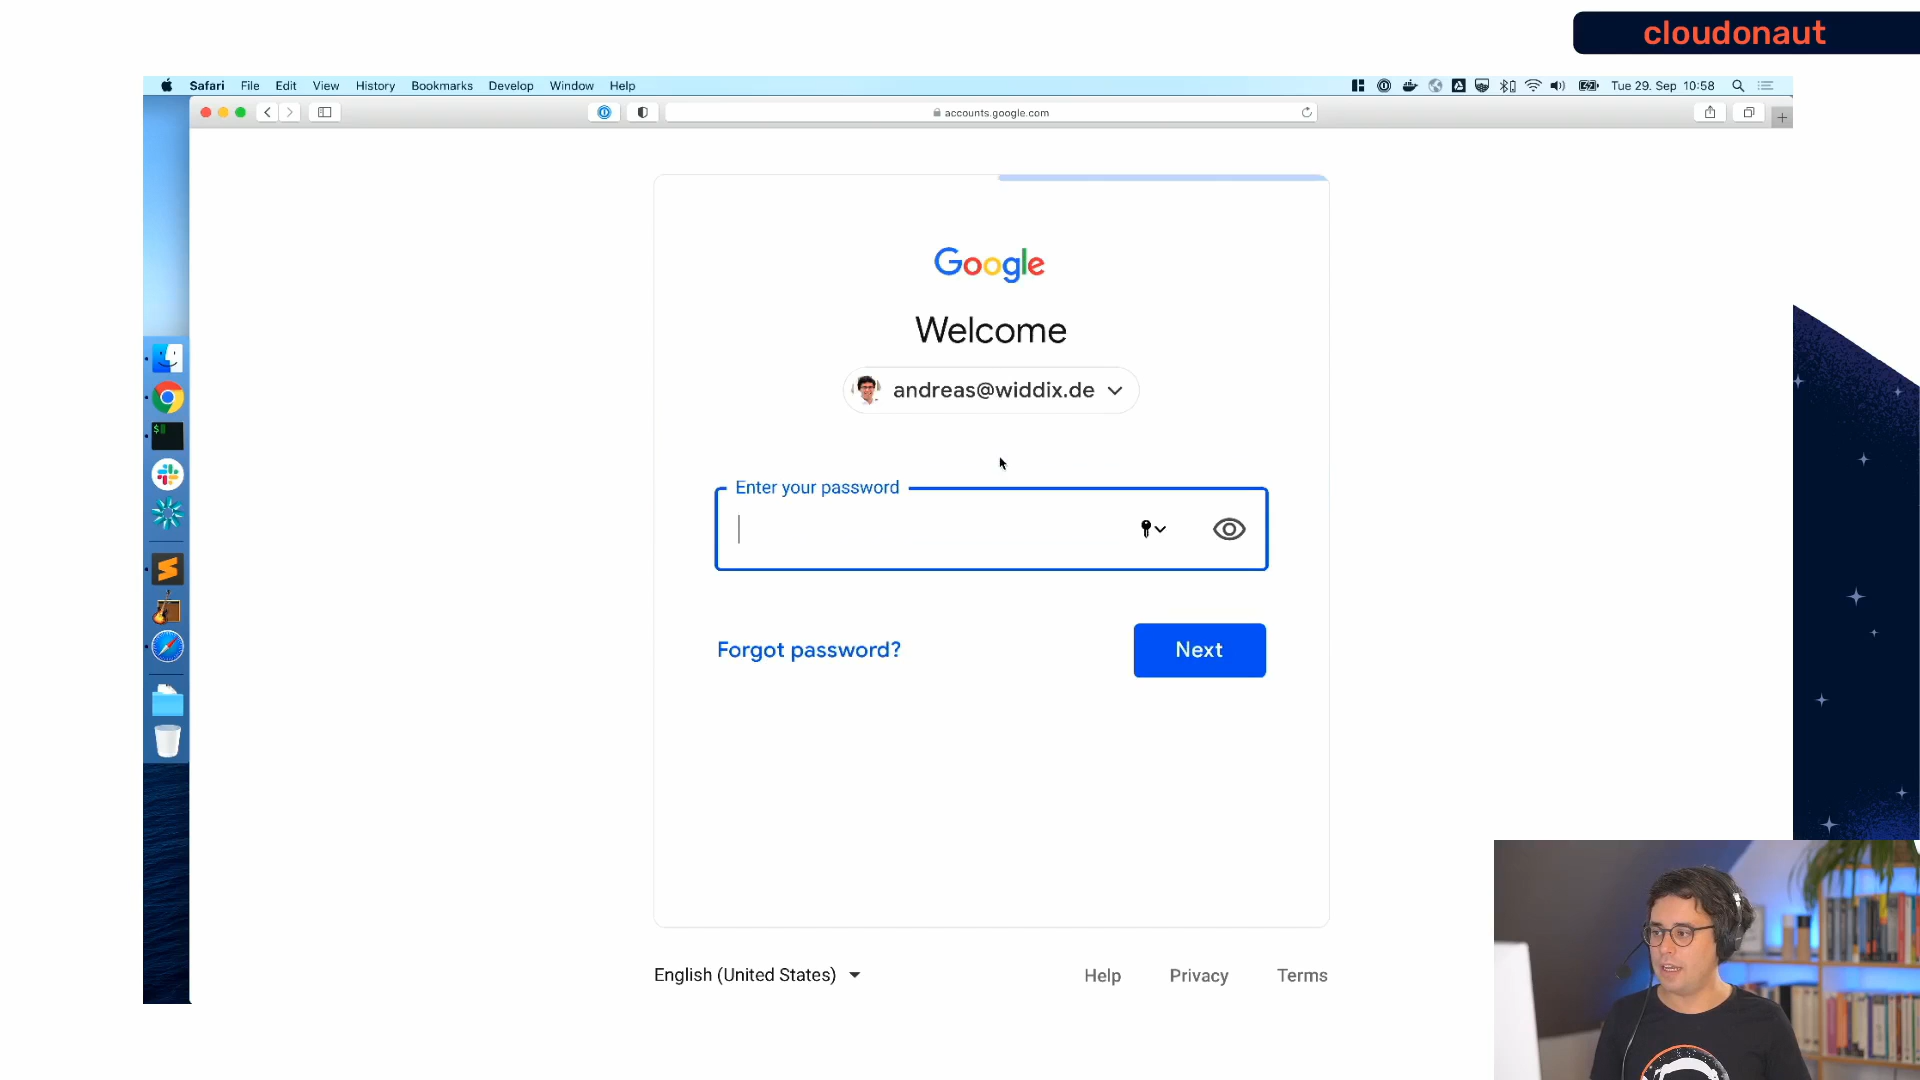 cloudonaut
Safari File Edit View History Bookmarks Develop Window Help Tue 29. Sep 10:58
accounts.google.com
Google
Welcome
andreas@widdix.de
Enter your password
Forgot password?
Next
English (United States)
Help Privacy Terms